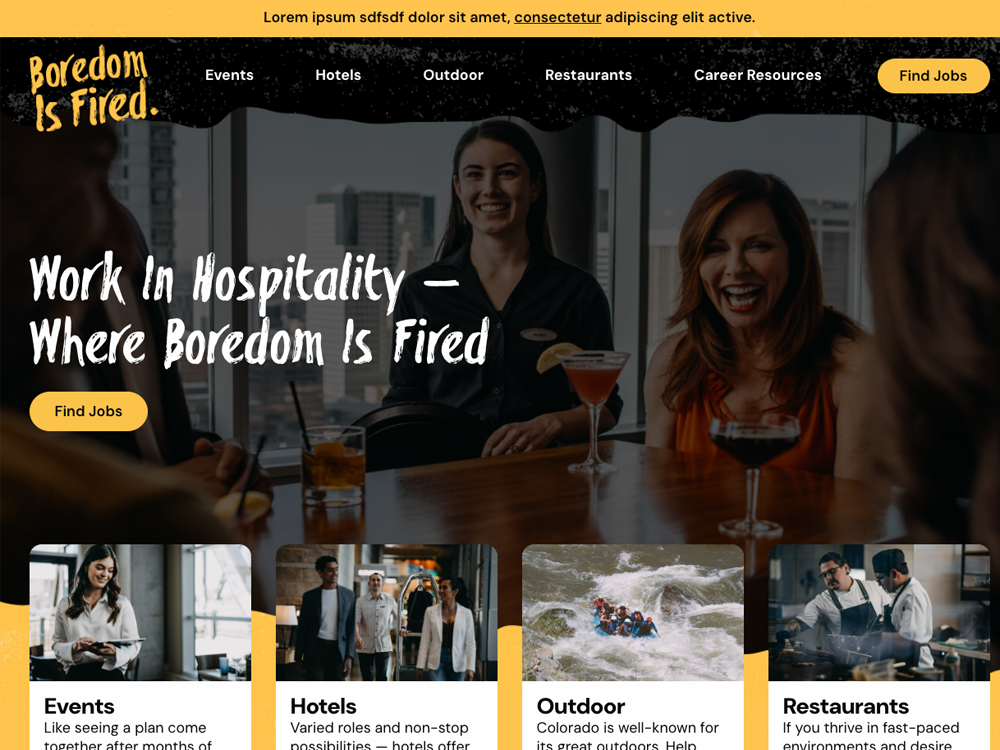 Lorem ipsum sdfsdf dolor sit amet, consectetur adipiscing elit active.
Boredom
Is Fired.
Events
Hotels
Outdoor
Restaurants
Career Resources
Find Jobs
Work In Hospitality —
Where Boredom Is Fired
Find Jobs
Events
Like seeing a plan come
together after months of
Hotels
Varied roles and non-stop
possibilities — hotels offer
Outdoor
Colorado is well-known for
its great outdoors. Help
Restaurants
If you thrive in fast-paced
environments and desire